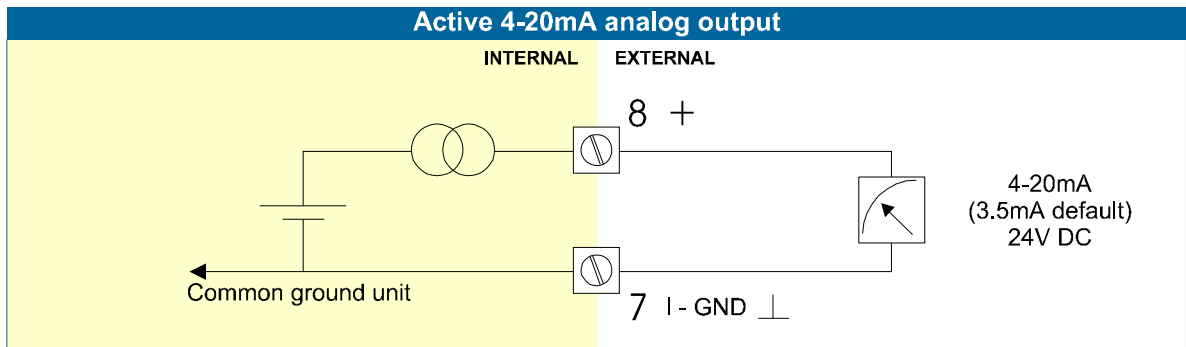 Active 4-20mA analog output
INTERNAL EXTERNAL
8 +
4-20mA
(3.5mA default)
24V DC
Common ground unit
7 I - GND ⊥